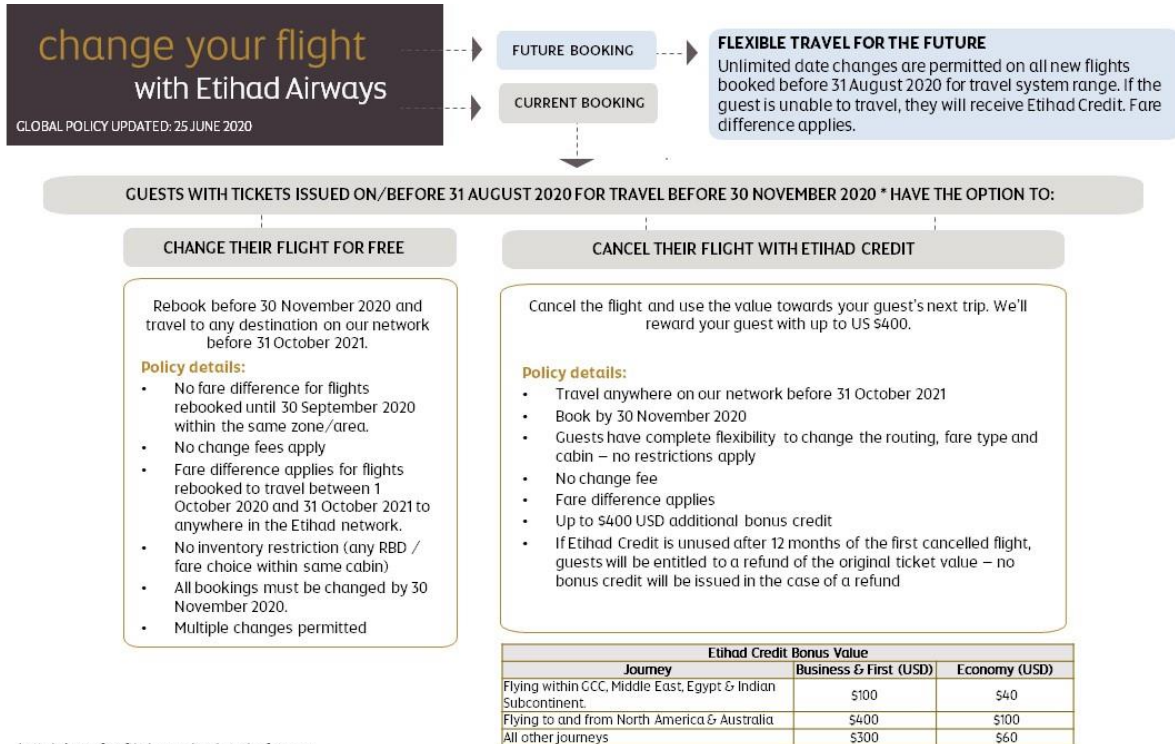 change your flight
with Etihad Airways
GLOBAL POLICY UPDATED: 25 JUNE 2020
FUTURE BOOKING
CURRENT BOOKING
FLEXIBLE TRAVEL FOR THE FUTURE
Unlimited date changes are permitted on all new flights
booked before 31 August 2020 for travel system range. If the
guest is unable to travel, they will receive Etihad Credit. Fare
difference applies.
GUESTS WITH TICKETS ISSUED ON/BEFORE 31 AUGUST 2020 FOR TRAVEL BEFORE 30 NOVEMBER 2020 * HAVE THE OPTION TO:
CHANGE THEIR FLIGHT FOR FREE
Rebook before 30 November 2020 and
travel to any destination on our network
before 31 October 2021.
Policy details:
• No fare difference for flights
rebooked until 30 September 2020
within the same zone/area.
• No change fees apply
• Fare difference applies for flights
rebooked to travel between 1
October 2020 and 31 October 2021 to
anywhere in the Etihad network.
• No inventory restriction (any RBD /
fare choice within same cabin)
• All bookings must be changed by 30
November 2020.
• Multiple changes permitted
CANCEL THEIR FLIGHT WITH ETIHAD CREDIT
Cancel the flight and use the value towards your guest's next trip. We'll
reward your guest with up to US $400.
Policy details:
• Travel anywhere on our network before 31 October 2021
• Book by 30 November 2020
• Guests have complete flexibility to change the routing, fare type and
cabin – no restrictions apply
• No change fee
• Fare difference applies
• Up to $400 USD additional bonus credit
• If Etihad Credit is unused after 12 months of the first cancelled flight,
guests will be entitled to a refund of the original ticket value – no
bonus credit will be issued in the case of a refund
Etihad Credit Bonus Value
Journey Business & First (USD) Economy (USD)
Flying within GCC, Middle East, Egypt & Indian
Subcontinent. $100 $40
Flying to and from North America & Australia $400 $100
All other journeys $300 $60